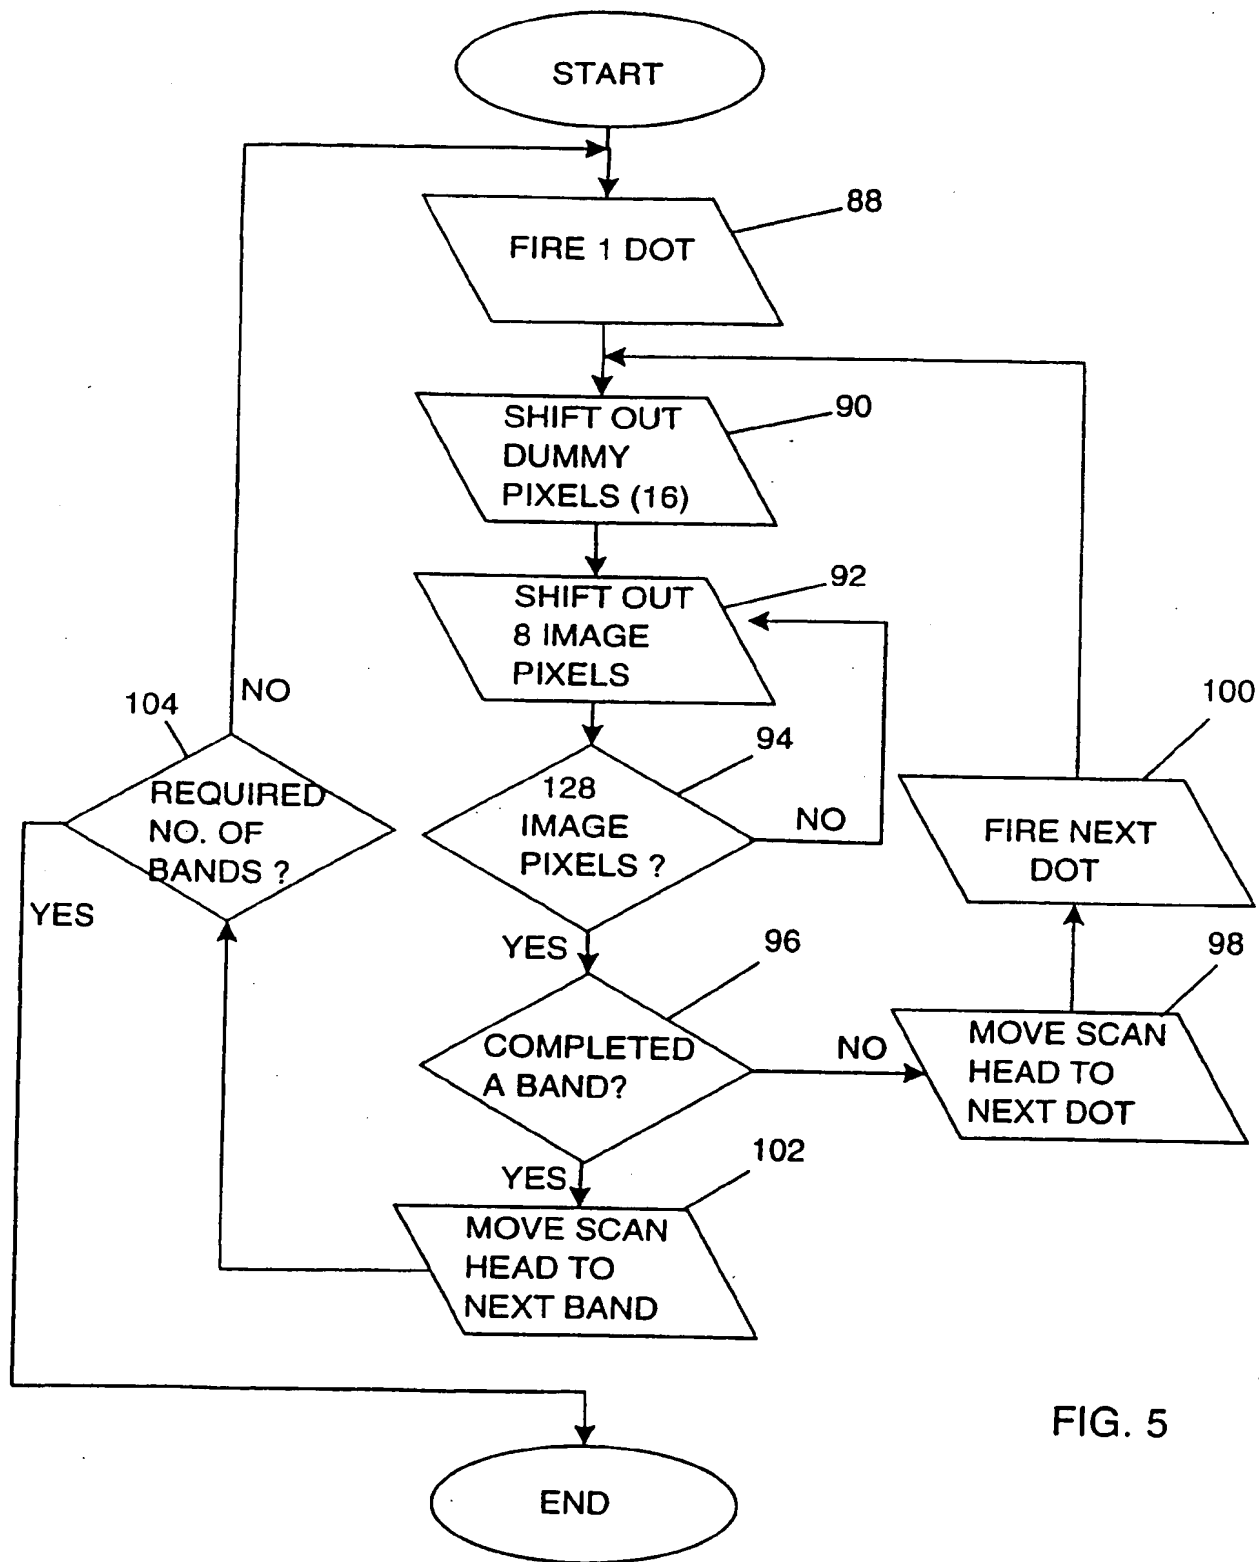 START
88
FIRE 1 DOT
90
SHIFT OUT
DUMMY
PIXELS (16)
92
SHIFT OUT
8 IMAGE
PIXELS
NO
104
REQUIRED
NO. OF
BANDS ?
YES
94
128
IMAGE
PIXELS ?
NO
100
FIRE NEXT
DOT
YES
96
COMPLETED
A BAND?
NO
98
MOVE SCAN
HEAD TO
NEXT DOT
YES
102
MOVE SCAN
HEAD TO
NEXT BAND
FIG. 5
END